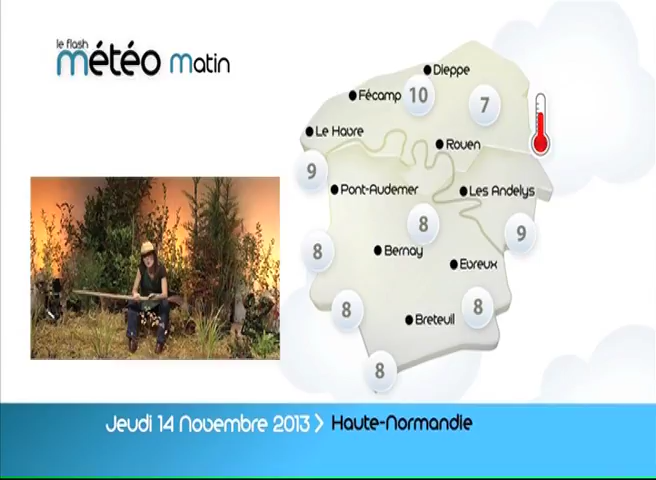 le flash
météo matin
Dieppe
Fécamp
10
7
Le Havre
Rouen
9
Pont-Audemer
Les Andelys
8
9
8
Bernay
Evreux
8
8
Breteuil
8
Jeudi 14 Novembre 2013 > Haute-Normandie